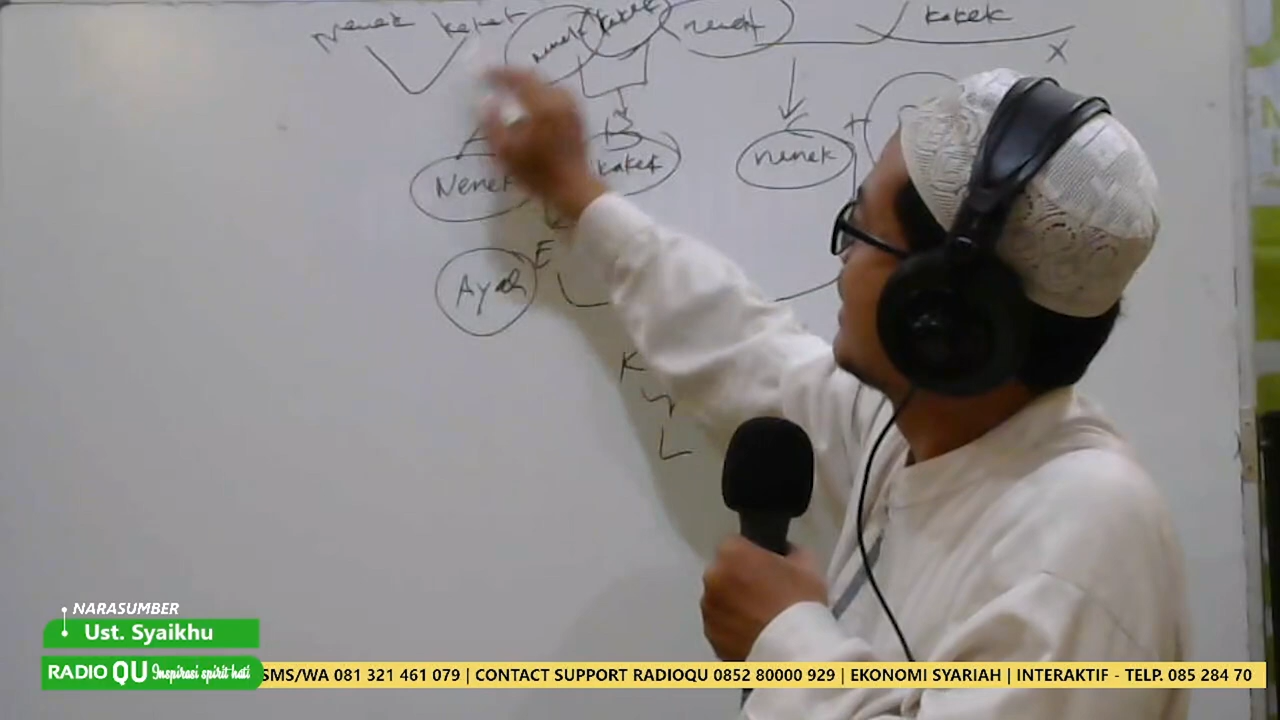 Nenek kakek nenek kakek nenek kakek
X
A B C +
Nenek kakek nenek
Ayah E
K
L
NARASUMBER
Ust. Syaikhu
RADIO QU Inspirasi spirit hati
SMS/WA 081 321 461 079 | CONTACT SUPPORT RADIOQU 0852 80000 929 | EKONOMI SYARIAH | INTERAKTIF - TELP. 085 284 70